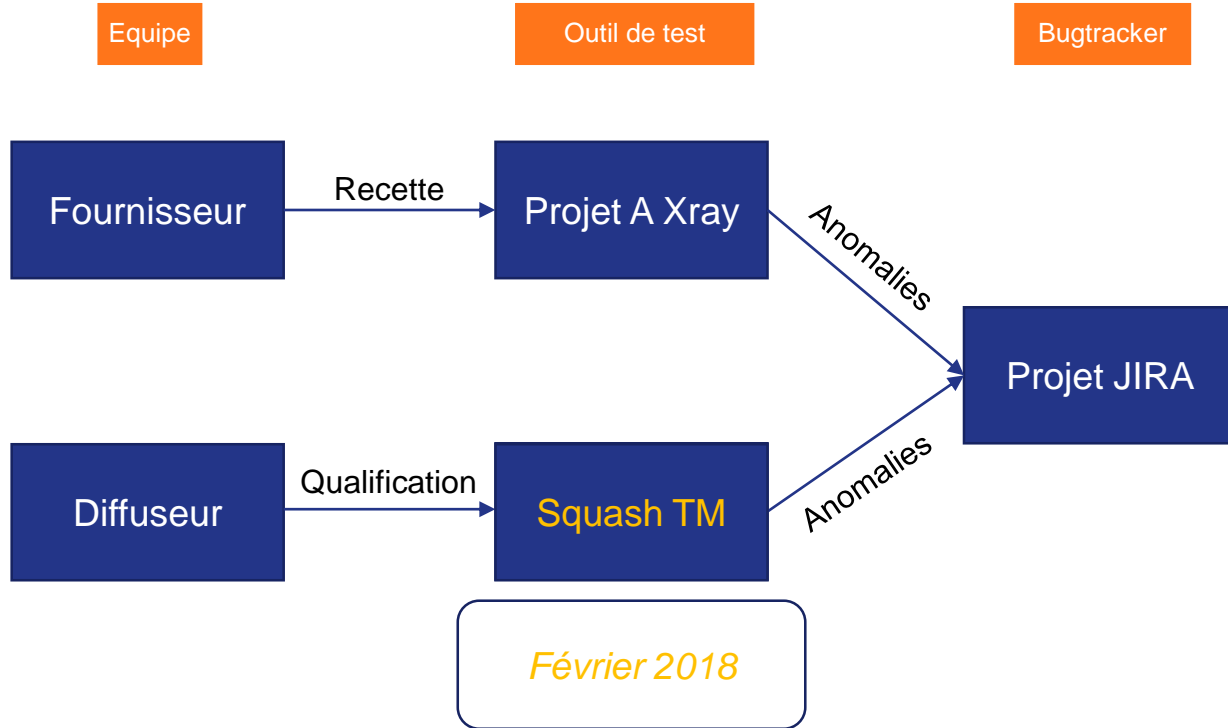 Equipe
Outil de test
Bugtracker
Fournisseur
Recette
Projet A Xray
Anomalies
Projet JIRA
Diffuseur
Qualification
Squash TM
Anomalies
Février 2018